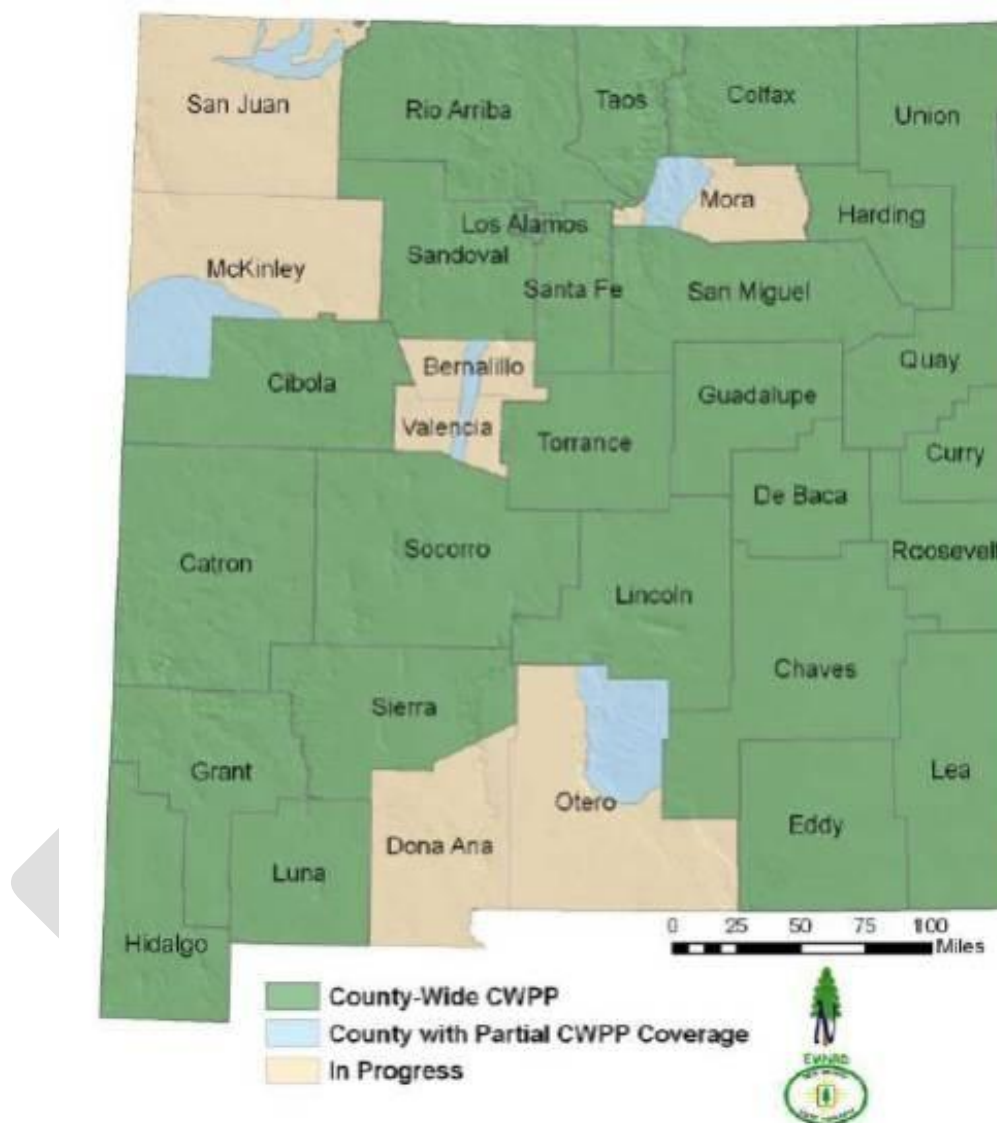 San Juan
Rio Arriba
Taos
Colfax
Union
Mora
Harding
Los Alamos
McKinley
Sandoval
Santa Fe
San Miguel
Bernalillo
Quay
Cibola
Guadalupe
Valencia
Torrance
Curry
De Baca
Catron
Socorro
Roosevelt
Lincoln
Chaves
Sierra
Grant
Lea
Otero
Eddy
Dona Ana
Luna
Hidalgo
0 25 50 75 100
Miles
County-Wide CWPP
County with Partial CWPP Coverage
In Progress
EMNRD